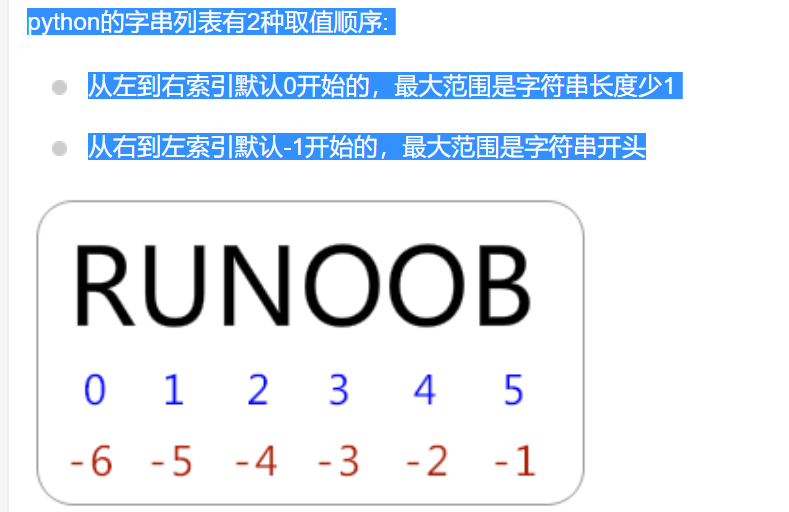 python的字串列表有2种取值顺序:
从左到右索引默认0开始的，最大范围是字符串长度少1
从右到左索引默认-1开始的，最大范围是字符串开头
RUNOOB
0 1 2 3 4 5
-6 -5 -4 -3 -2 -1